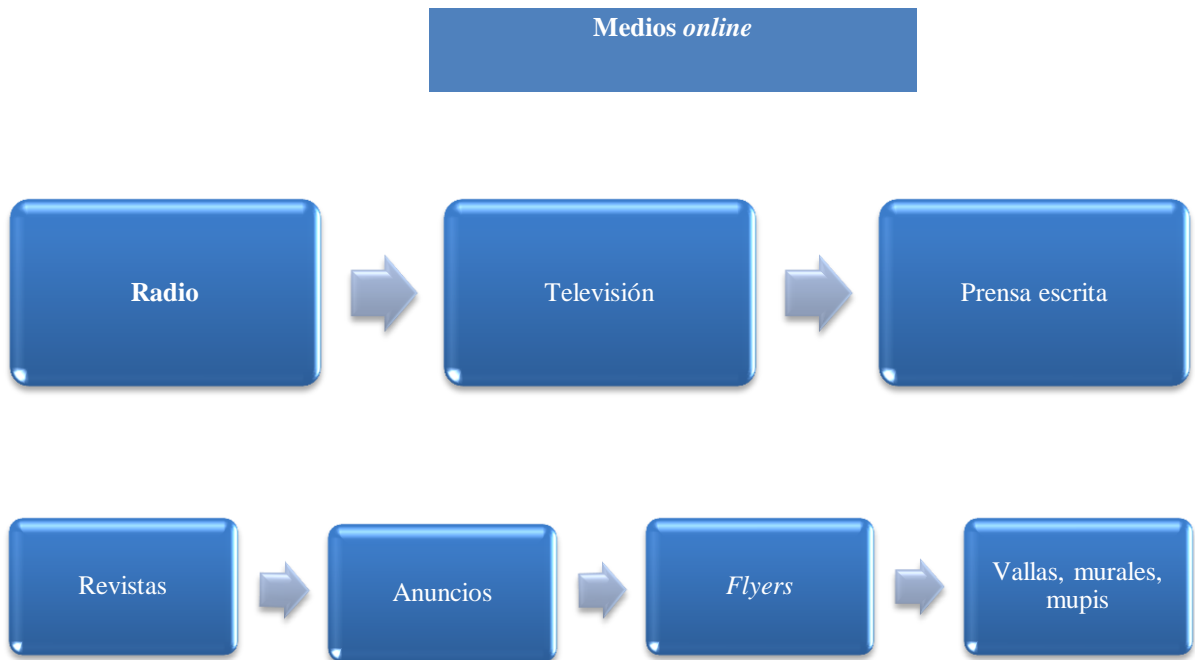 Medios online
Radio
Televisión
Prensa escrita
Revistas
Anuncios
Flyers
Vallas, murales,
mupis